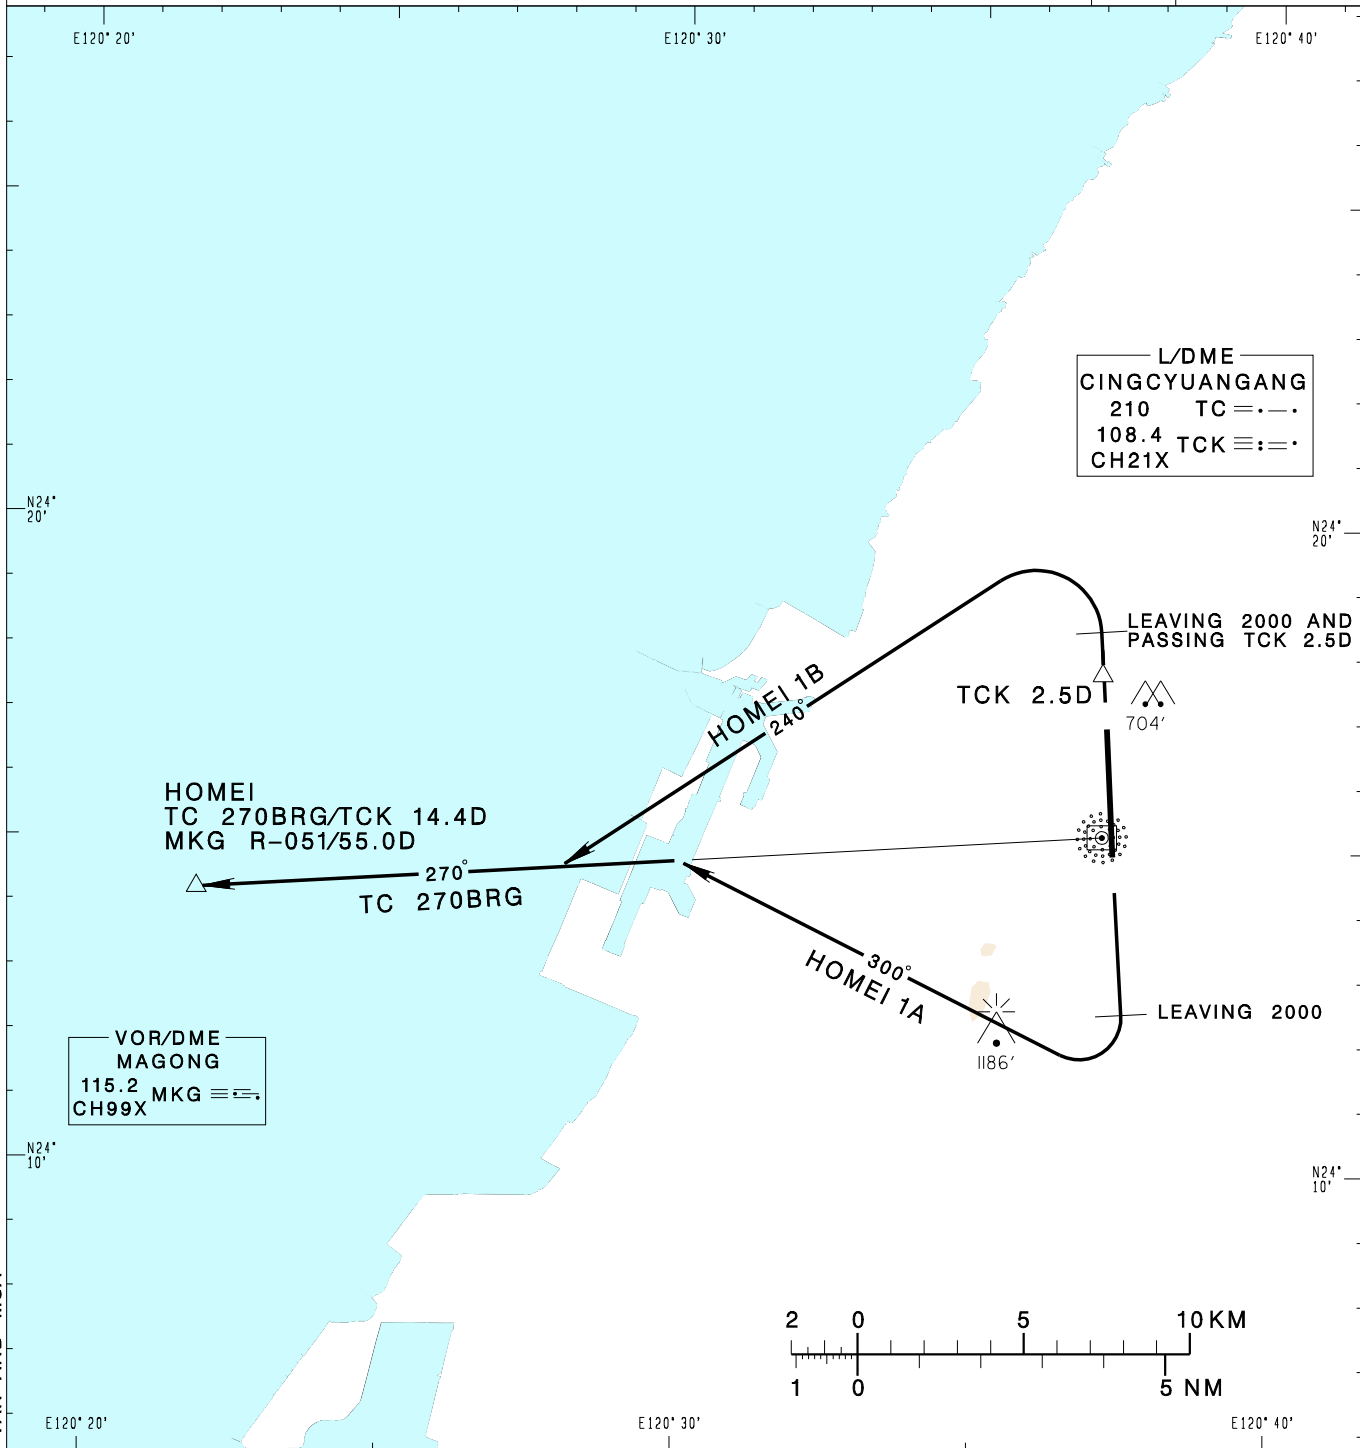 E120° 20'
E120° 30'
E120° 40'
L/DME
CINGCYUANGANG
210 TC
108.4
TCK
CH21X
N24°
20'
N24°
20'
LEAVING 2000 AND
PASSING TCK 2.5D
HOMEI 1B
240°
TCK 2.5D
704'
HOMEI
TC 270BRG/TCK 14.4D
MKG R-051/55.0D
270°
TC 270BRG
300°
HOMEI 1A
LEAVING 2000
1186'
VOR/DME
MAGONG
115.2
MKG
CH99X
N24°
10'
N24°
10'
2 0 5 10 KM
1 0 5 NM
E120° 20'
E120° 30'
E120° 40'